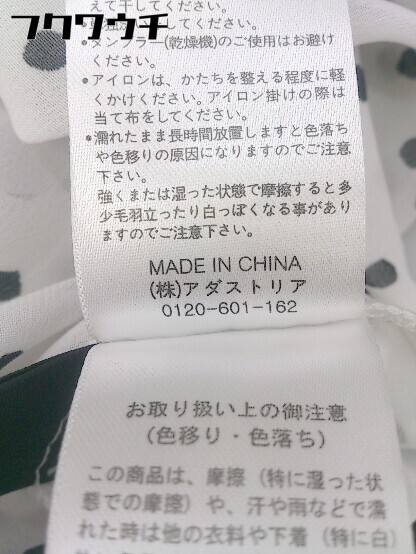 フクウクチ
えて干してください。
•タンブラー(乾燥機)のご使用はお避け
ください。
•アイロンは、かたちを整える程度に軽
くかけください。アイロン掛けの際は
当て布をしてください。
•濡れたまま長時間放置しますと色落ち
や色移りの原因になりますのでご注意
下さい。
強くまたは湿った状態で摩擦すると多
少毛羽立ったり白っぽくなる事があり
ますのでご注意下さい。
MADE IN CHINA
(株)アダストリア
0120-601-162
お取り扱い上の御注意
(色移り・色落ち)
この商品は、摩擦（特に湿った状
態での摩擦）や、汗や雨などで濡
れた時は他の衣料や下着（特に白）